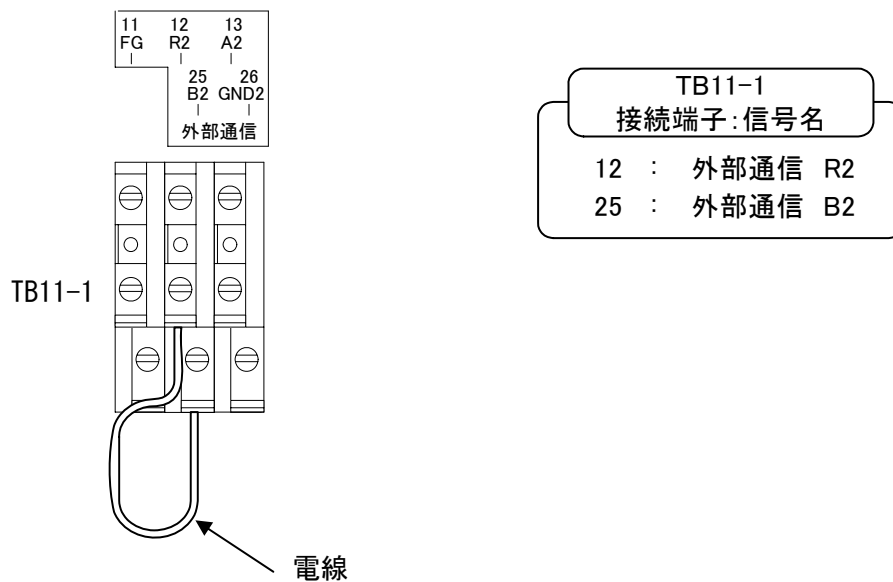 11 12 13
FG R2 A2
25 26
B2 GND2
外部通信
TB11-1
接続端子:信号名
12 : 外部通信 R2
25 : 外部通信 B2
TB11-1
電線